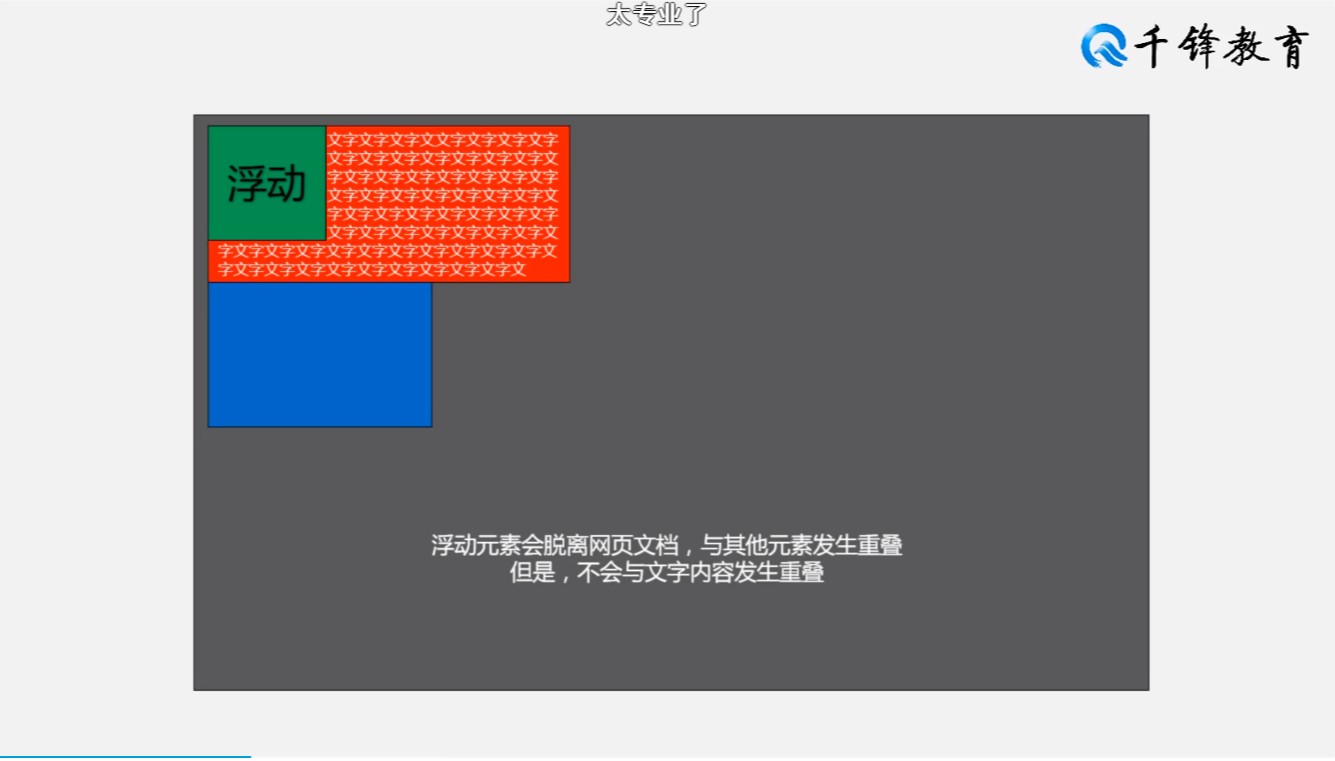 太专业了
千锋教育
浮动
文字文字文字文文字文字文字文字
文字文字文字文字文字文字文字文
字文字文字文字文字文字文字文字
文字文字文字文字文字文字文字文
字文字文字文字文字文字文字文字
文字文字文字文字文字文字文字文
字文字文字文字文字文字文字文字文字文字文字文
字文字文字文字文字文字文字文字文字文字文
浮动元素会脱离网页文档，与其他元素发生重叠
但是，不会与文字内容发生重叠